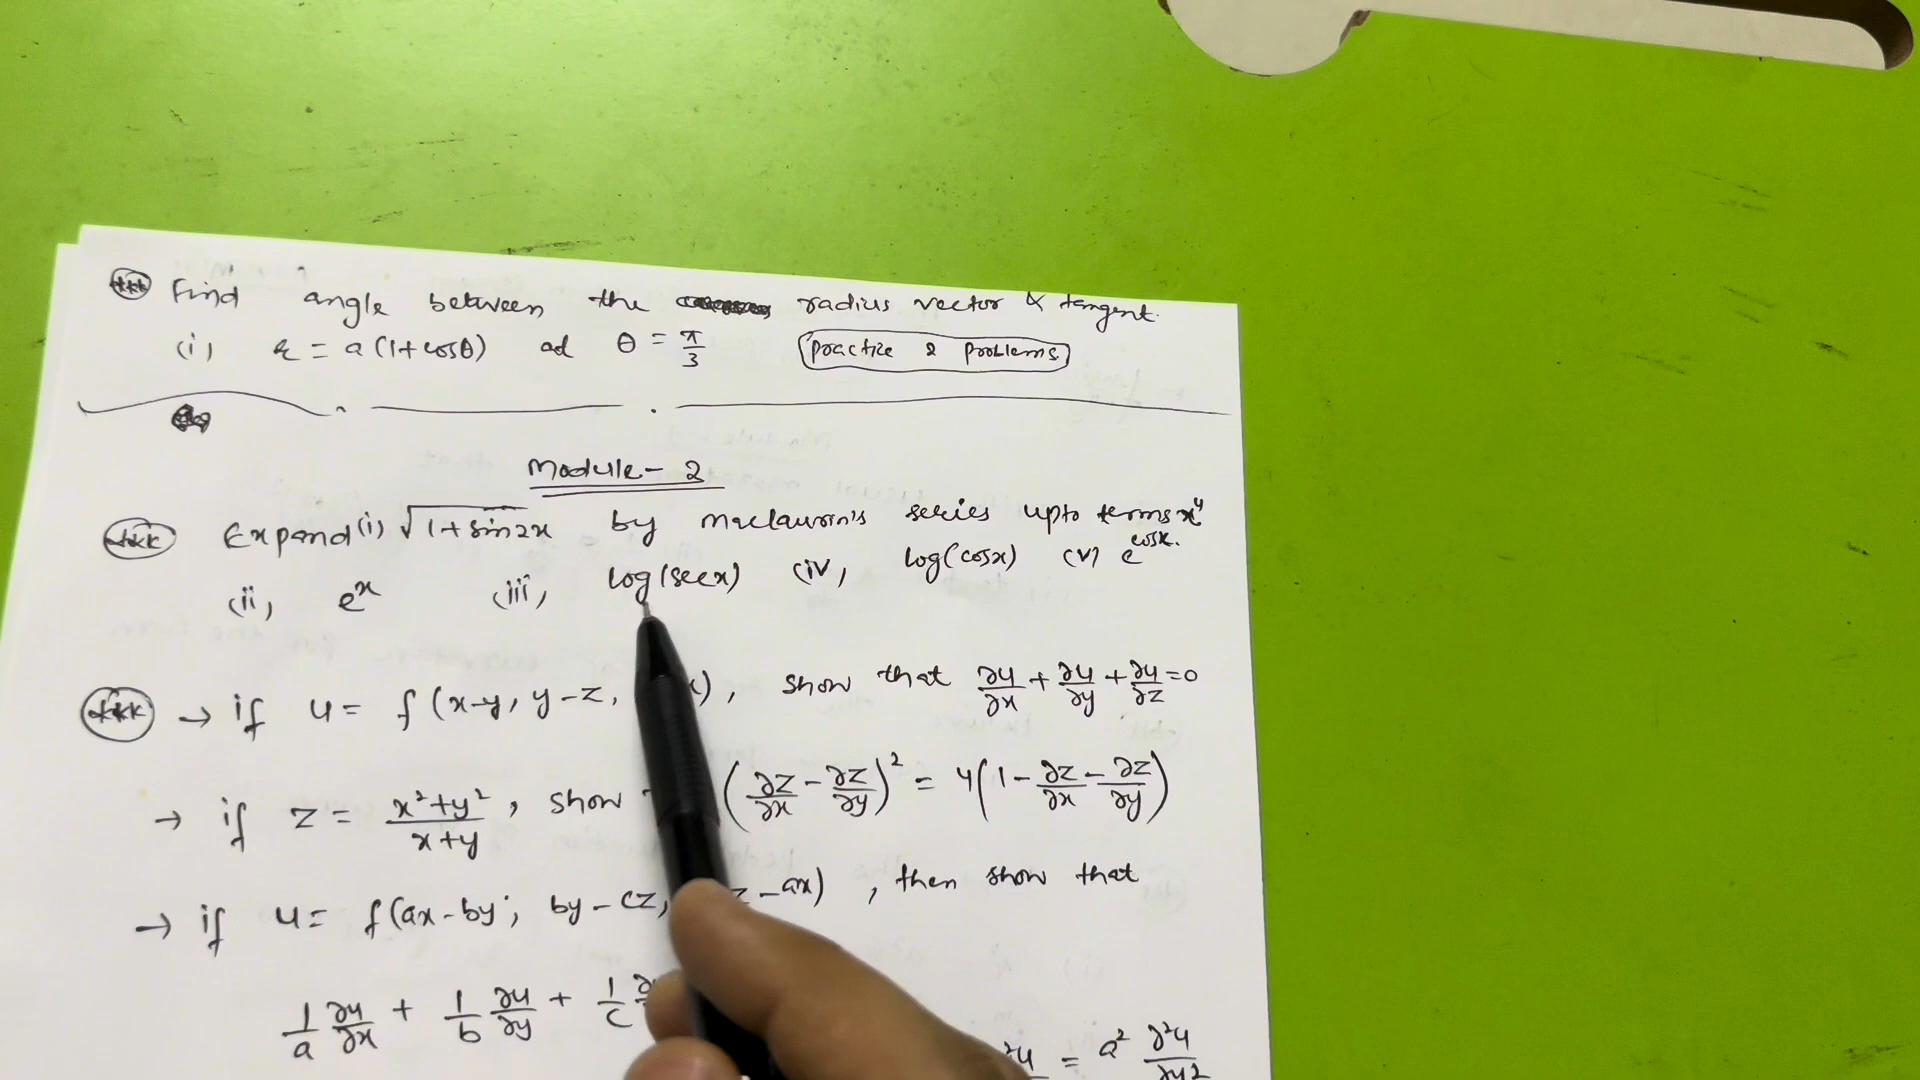 *** Find angle between the radius vector & tangent.
(i) r = a(1+cosθ) at θ = π/3 practice 2 problems
Module - 2
*** Expand (i) √(1+sin2x) by Maclaurin's series upto terms x⁴
(ii) e^x (iii) log(secx) (iv) log(cosx) (v) e^cosx.
*** → if u = f(x-y, y-z, ), show that ∂u/∂x + ∂u/∂y + ∂u/∂z = 0
→ if z = (x²+y²)/(x+y), show (∂z/∂x - ∂z/∂y)² = 4(1 - ∂z/∂x - ∂z/∂y)
→ if u = f(ax-by, by-cz, z-ax), then show that
1/a ∂u/∂x + 1/b ∂u/∂y + 1/c
²u = a² ∂²u